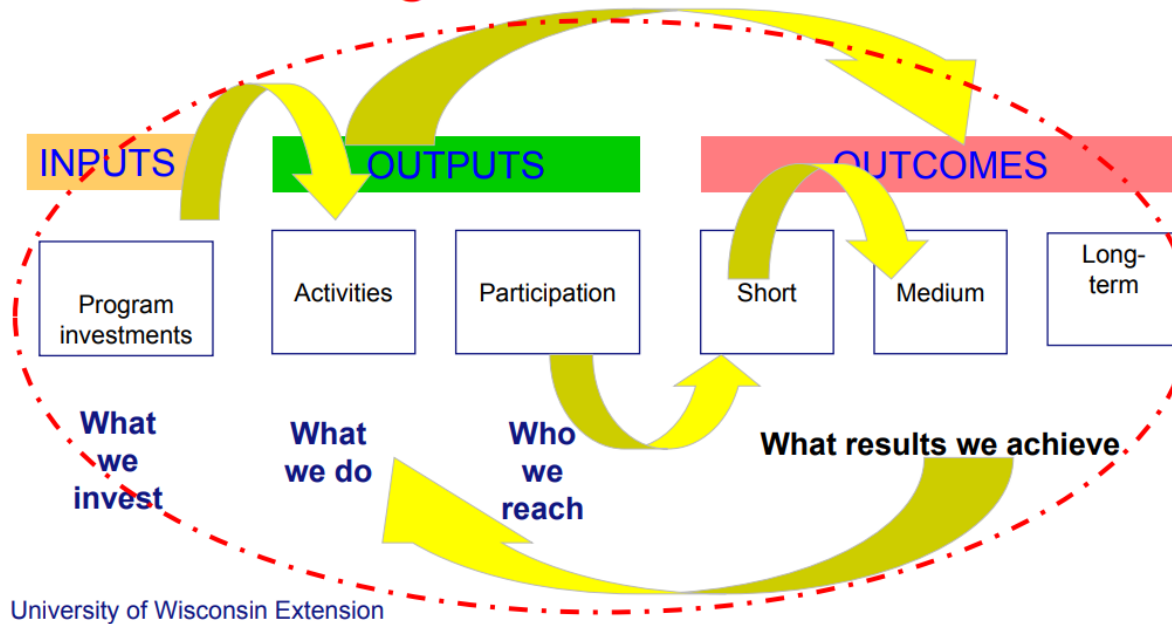 INPUTS
OUTPUTS
OUTCOMES
Program
investments
Activities
Participation
Short
Medium
Long-
term
What
we
invest
What
we do
Who
we
reach
What results we achieve
University of Wisconsin Extension